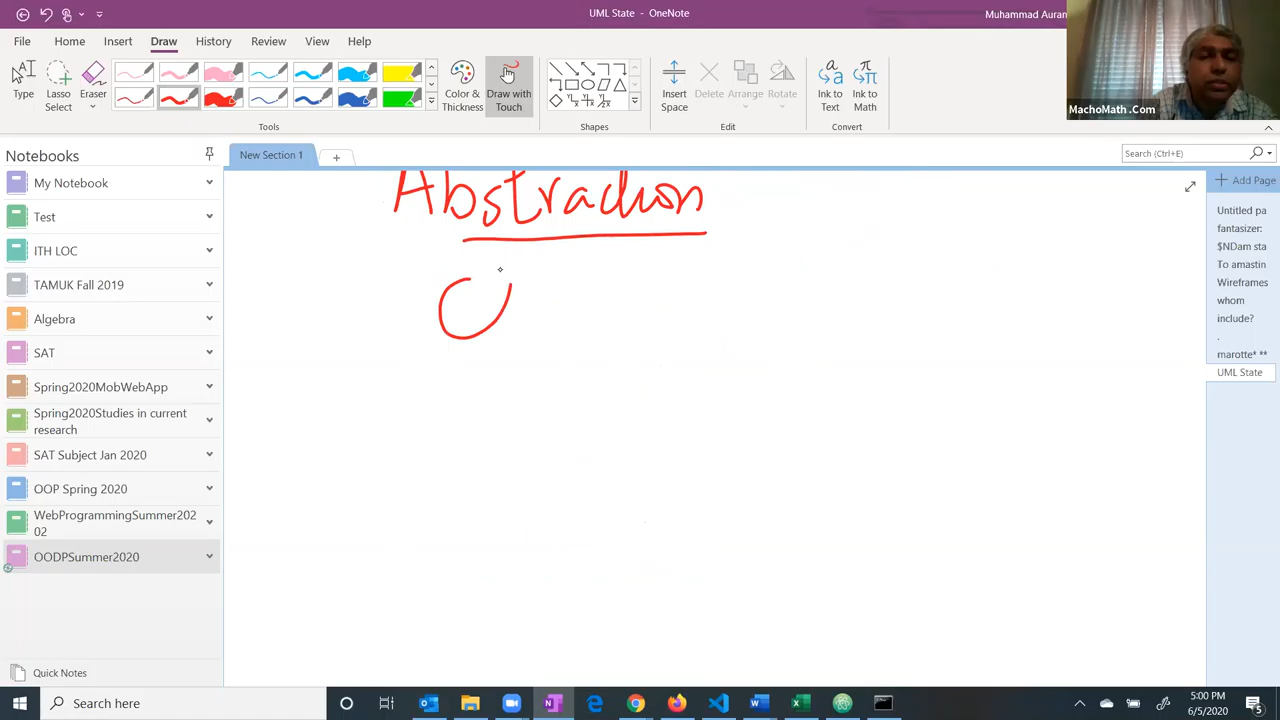 UML State - OneNote
Muhammad Auran
File Home Insert Draw History Review View Help
Type
Lasso Select
Eraser
Color & Thickness
Draw with Touch
Insert Space
Delete
Arrange
Rotate
Ink to Text
Ink to Math
Tools
Shapes
Edit
Convert
MachoMath .Com
Notebooks
New Section 1
Search (Ctrl+E)
My Notebook
Test
ITH LOC
TAMUK Fall 2019
Algebra
SAT
Spring2020MobWebApp
Spring2020Studies in current
research
SAT Subject Jan 2020
OOP Spring 2020
WebProgrammingSummer202
02
OODPSummer2020
Quick Notes
Abstraction
Add Page
Untitled pa
fantasizer:
$NDam sta
To amastin
Wireframes
whom
include?
.
marotte* **
UML State
Search here
5:00 PM
6/5/2020
5